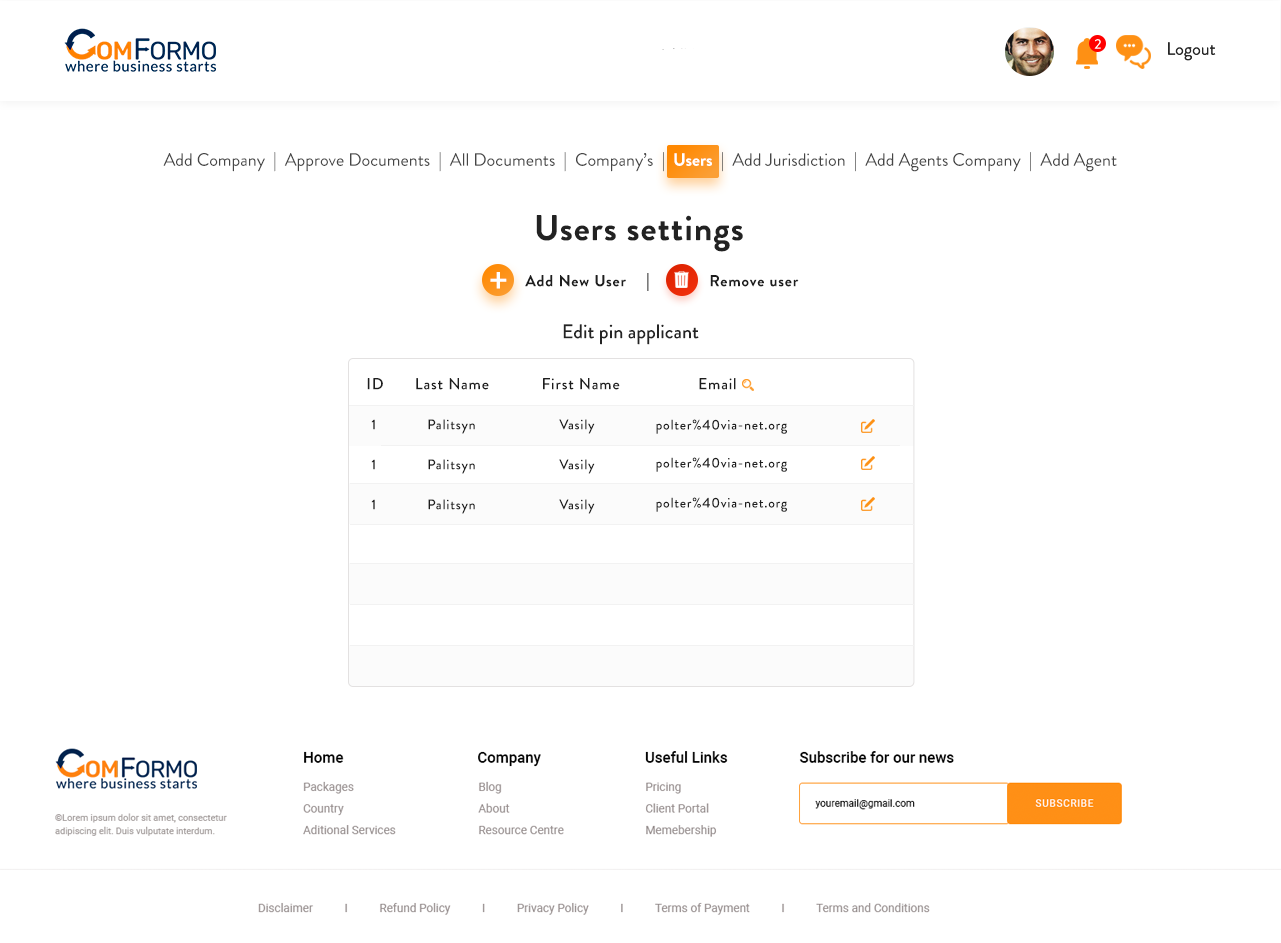 COMFORMO
where business starts
2
Logout
Add Company | Approve Documents | All Documents | Company's | Users | Add Jurisdiction | Add Agents Company | Add Agent
Users settings
Add New User | Remove user
Edit pin applicant
ID Last Name First Name Email
1 Palitsyn Vasily polter%40via-net.org
1 Palitsyn Vasily polter%40via-net.org
1 Palitsyn Vasily polter%40via-net.org
COMFORMO
where business starts
©Lorem ipsum dolor sit amet, consectetur
adipiscing elit. Duis vulputate interdum.
Home
Packages
Country
Aditional Services
Company
Blog
About
Resource Centre
Useful Links
Pricing
Client Portal
Memebership
Subscribe for our news
youremail@gmail.com SUBSCRIBE
Disclaimer | Refund Policy | Privacy Policy | Terms of Payment | Terms and Conditions